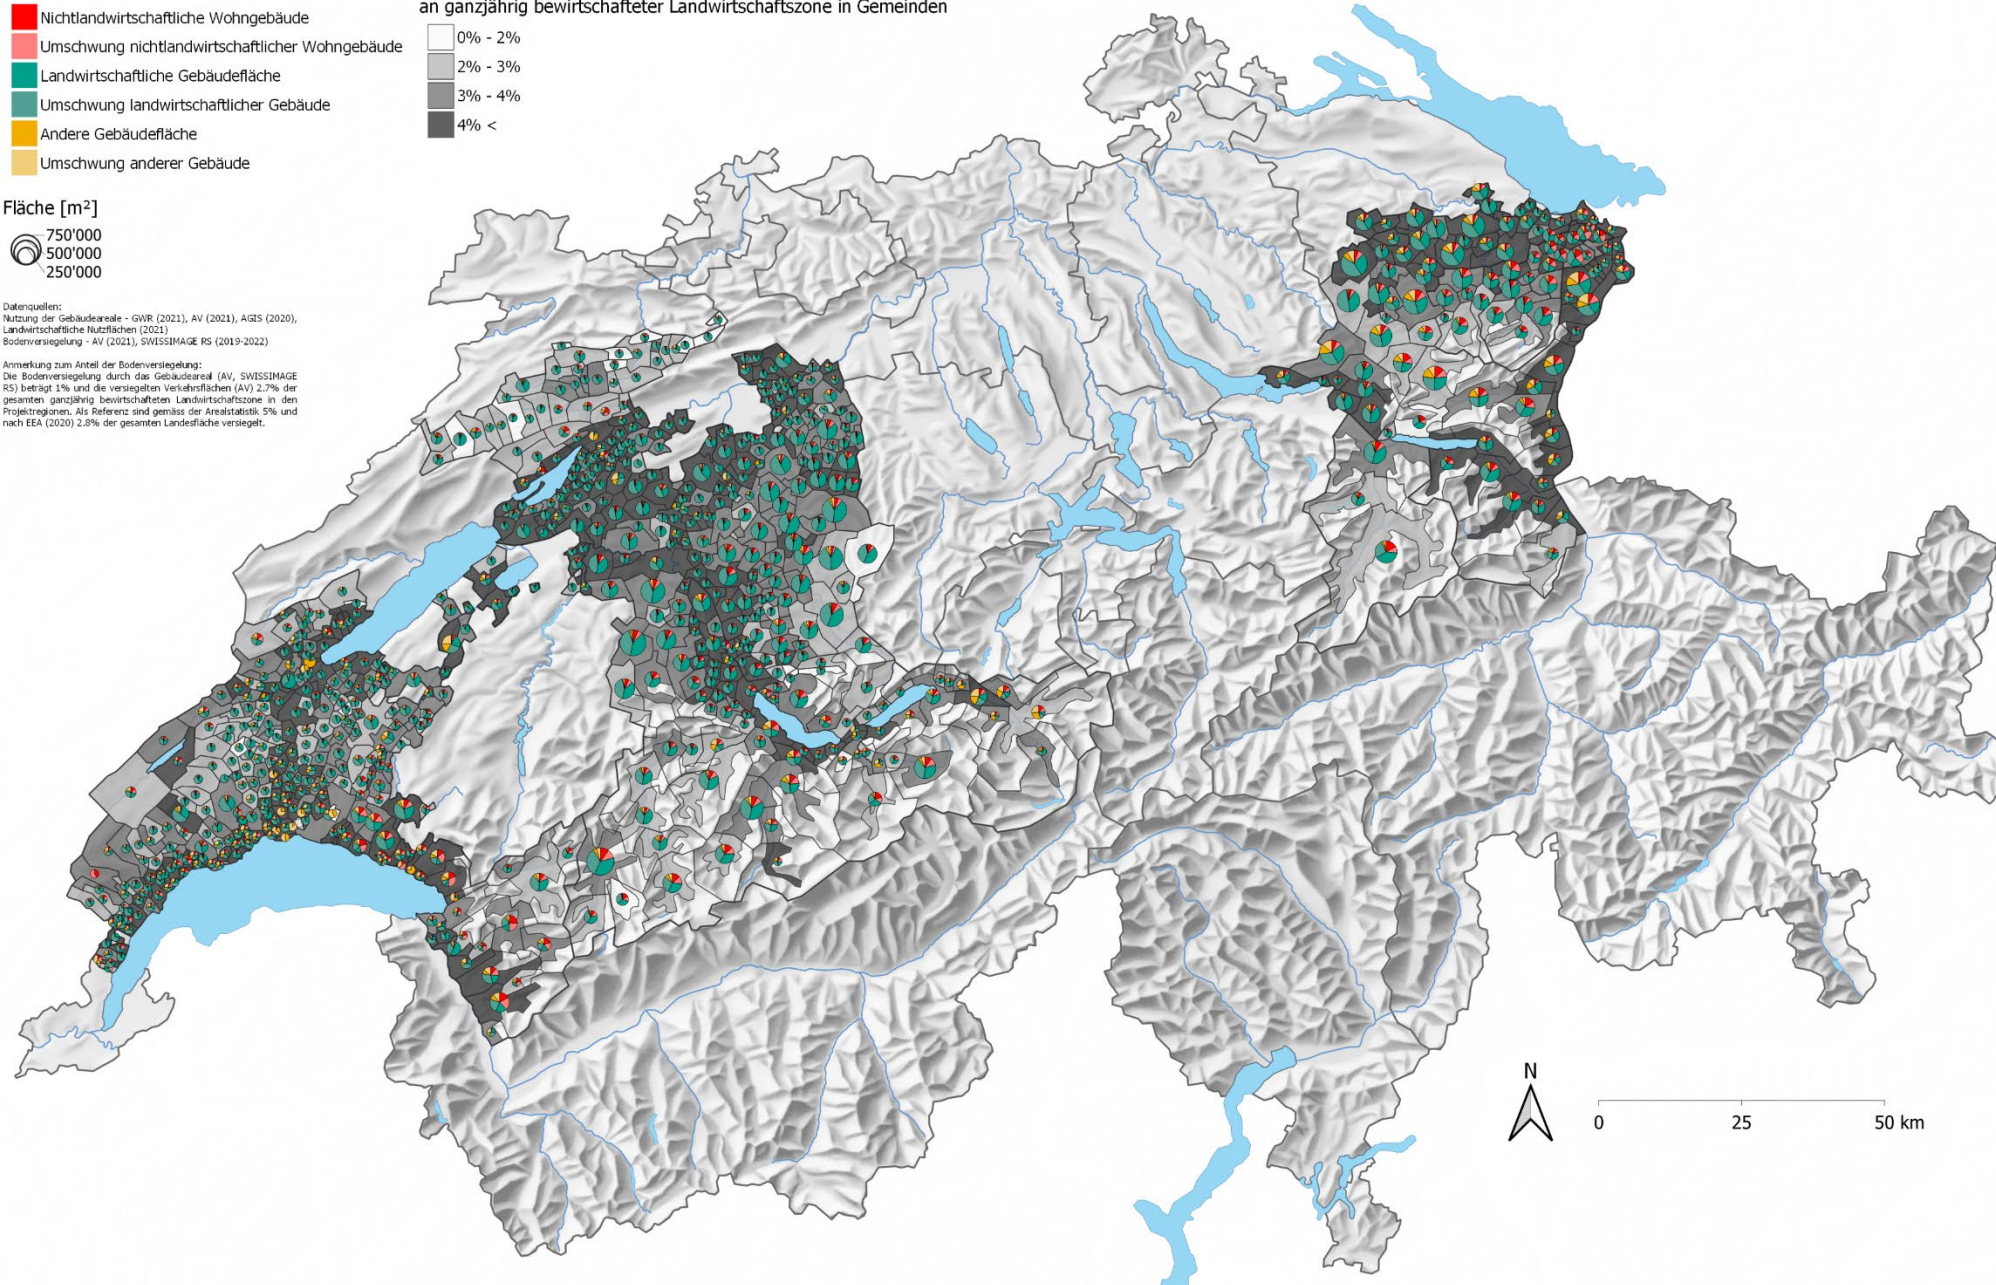 Nichtlandwirtschaftliche Wohngebäude
Umschwung nichtlandwirtschaftlicher Wohngebäude
Landwirtschaftliche Gebäudefläche
Umschwung landwirtschaftlicher Gebäude
Andere Gebäudefläche
Umschwung anderer Gebäude
an ganzjährig bewirtschafteter Landwirtschaftszone in Gemeinden
0% - 2%
2% - 3%
3% - 4%
4% <
Fläche [m²]
750'000
500'000
250'000
Datenquellen:
Nutzung der Gebäudeareale - GWR (2021), AV (2021), AGIS (2020),
Landwirtschaftliche Nutzflächen (2021)
Bodenversiegelung - AV (2021), SWISSIMAGE RS (2019-2022)
Anmerkung zum Anteil der Bodenversiegelung:
Die Bodenversiegelung durch das Gebäudeareal (AV, SWISSIMAGE
RS) beträgt 1% und die versiegelten Verkehrsflächen (AV) 2.7% der
gesamten ganzjährig bewirtschafteten Landwirtschaftszone in den
Projektregionen. Als Referenz sind gemäss der Arealstatistik 5% und
nach EEA (2020) 2.8% der gesamten Landesfläche versiegelt.
N
0 25 50 km